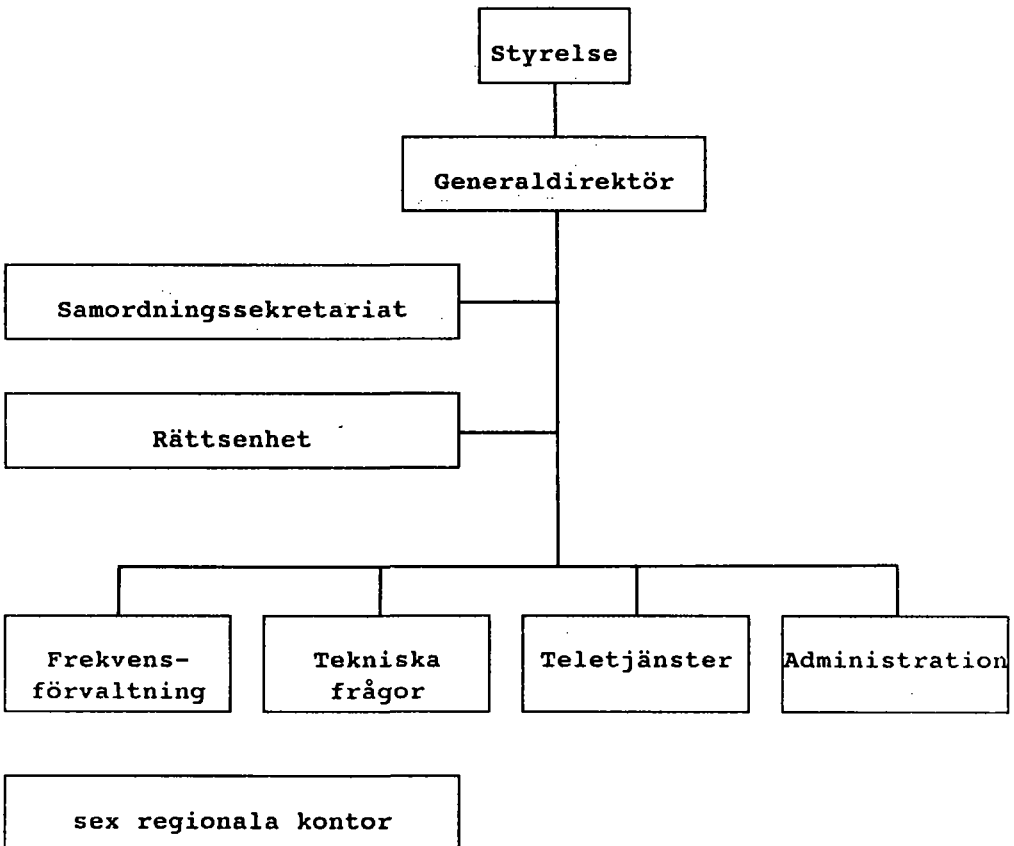 Styrelse
Generaldirektör
Samordningssekretariat
Rättsenhet
Frekvens-
förvaltning
Tekniska
frågor
Teletjänster
Administration
sex regionala kontor